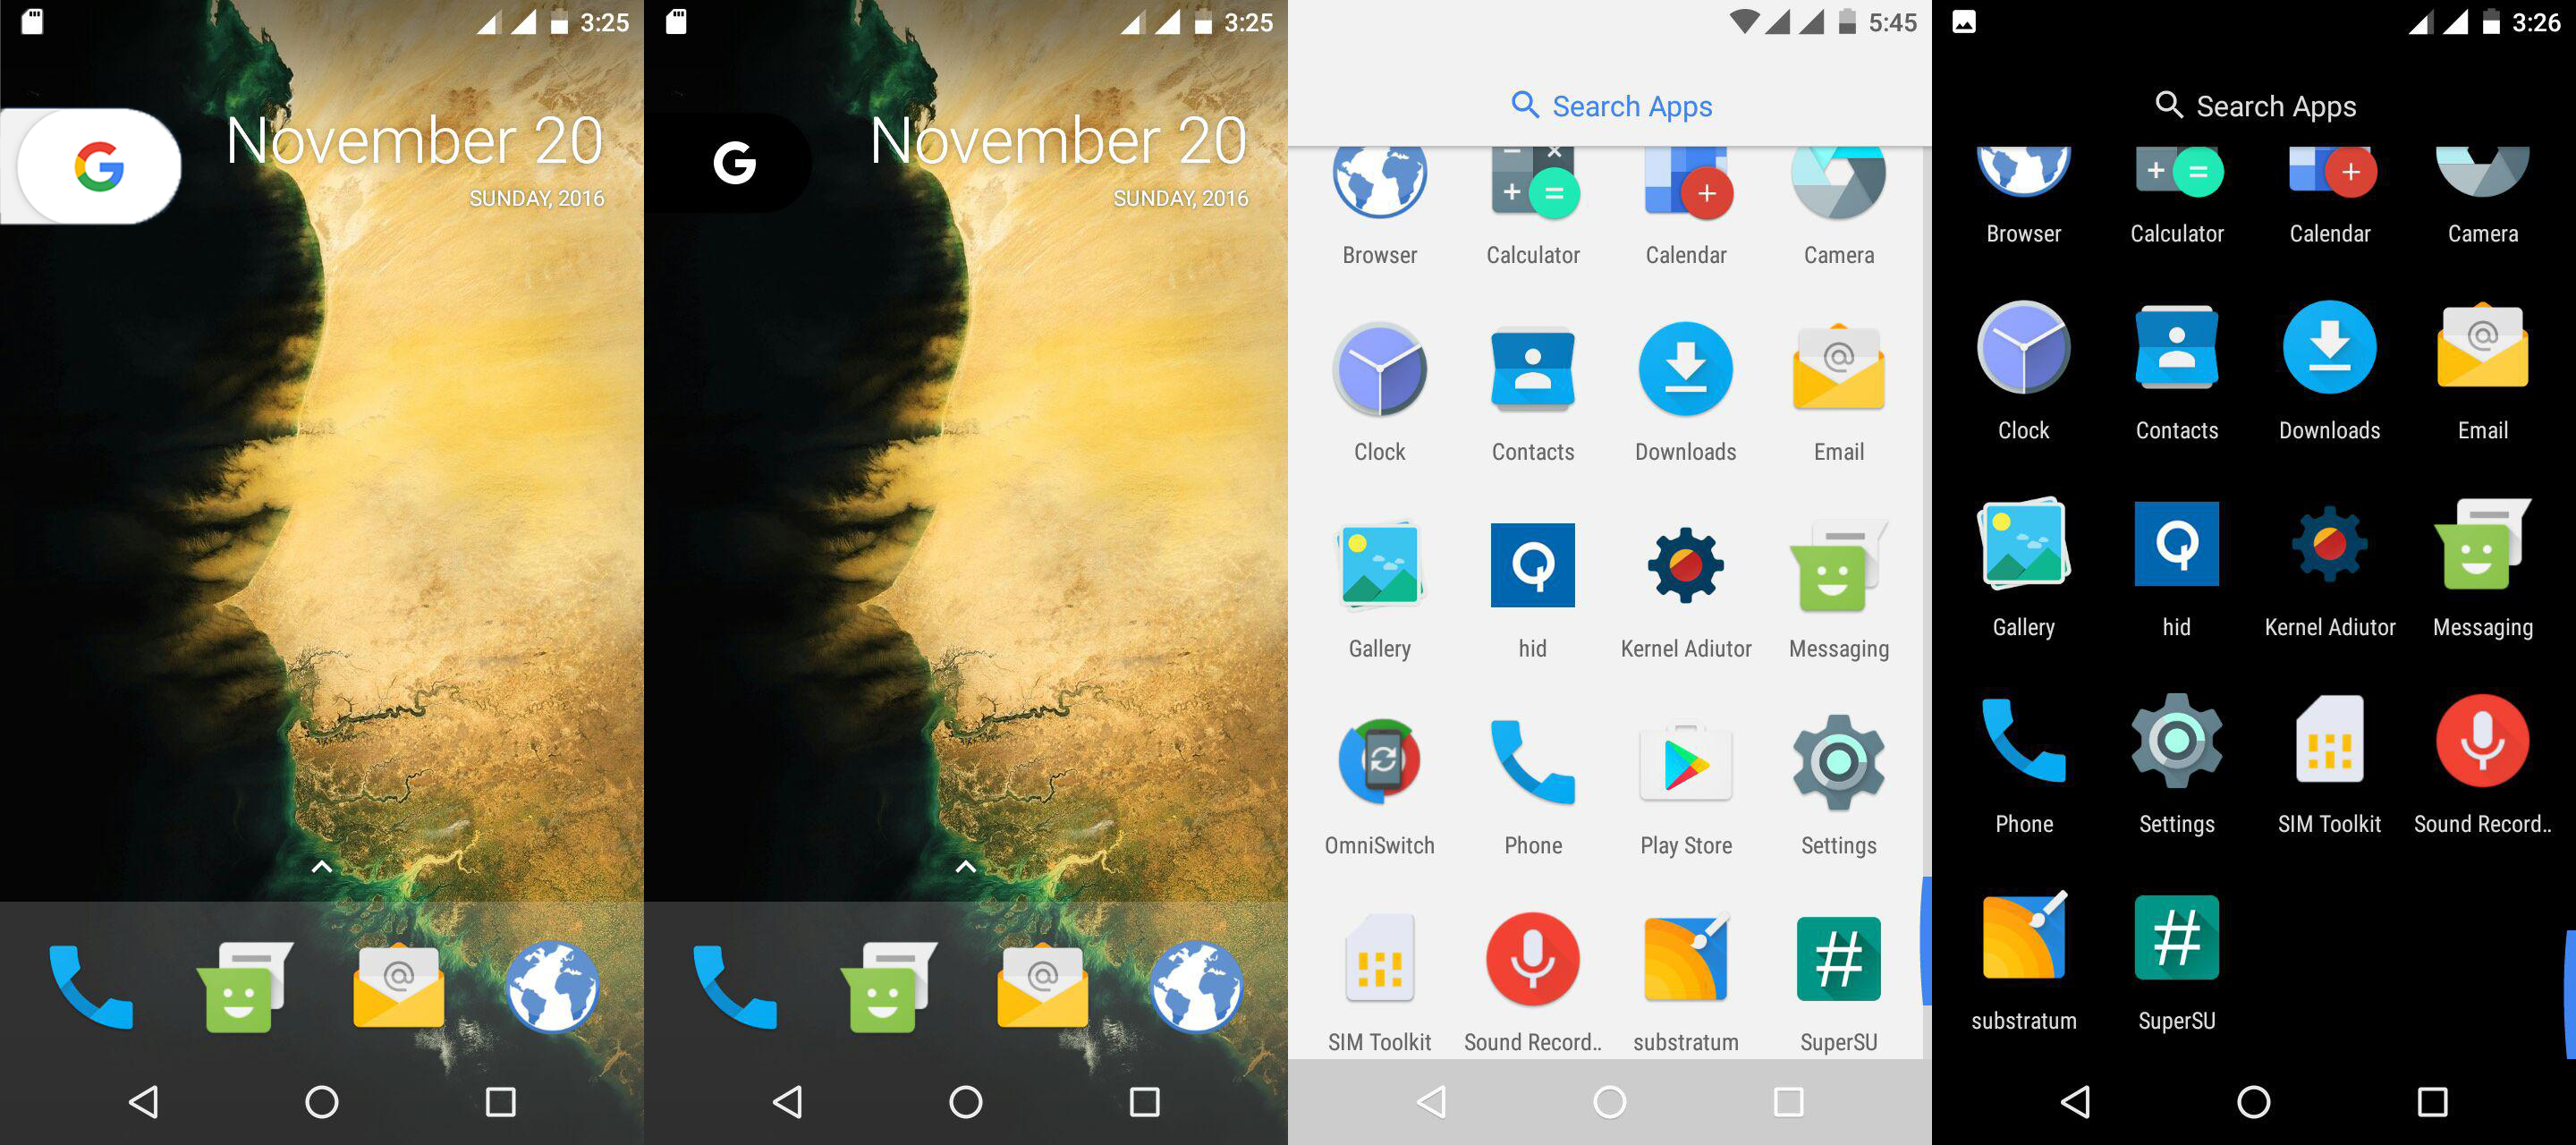 3:25
G
November 20
SUNDAY, 2016
@
3:25
G
November 20
SUNDAY, 2016
@
5:45
Search Apps
Browser Calculator Calendar Camera
@
Clock Contacts Downloads Email
Gallery hid Kernel Adiutor Messaging
OmniSwitch Phone Play Store Settings
#
SIM Toolkit Sound Record.. substratum SuperSU
3:26
Search Apps
Browser Calculator Calendar Camera
@
Clock Contacts Downloads Email
Gallery hid Kernel Adiutor Messaging
Phone Settings SIM Toolkit Sound Record..
#
substratum SuperSU